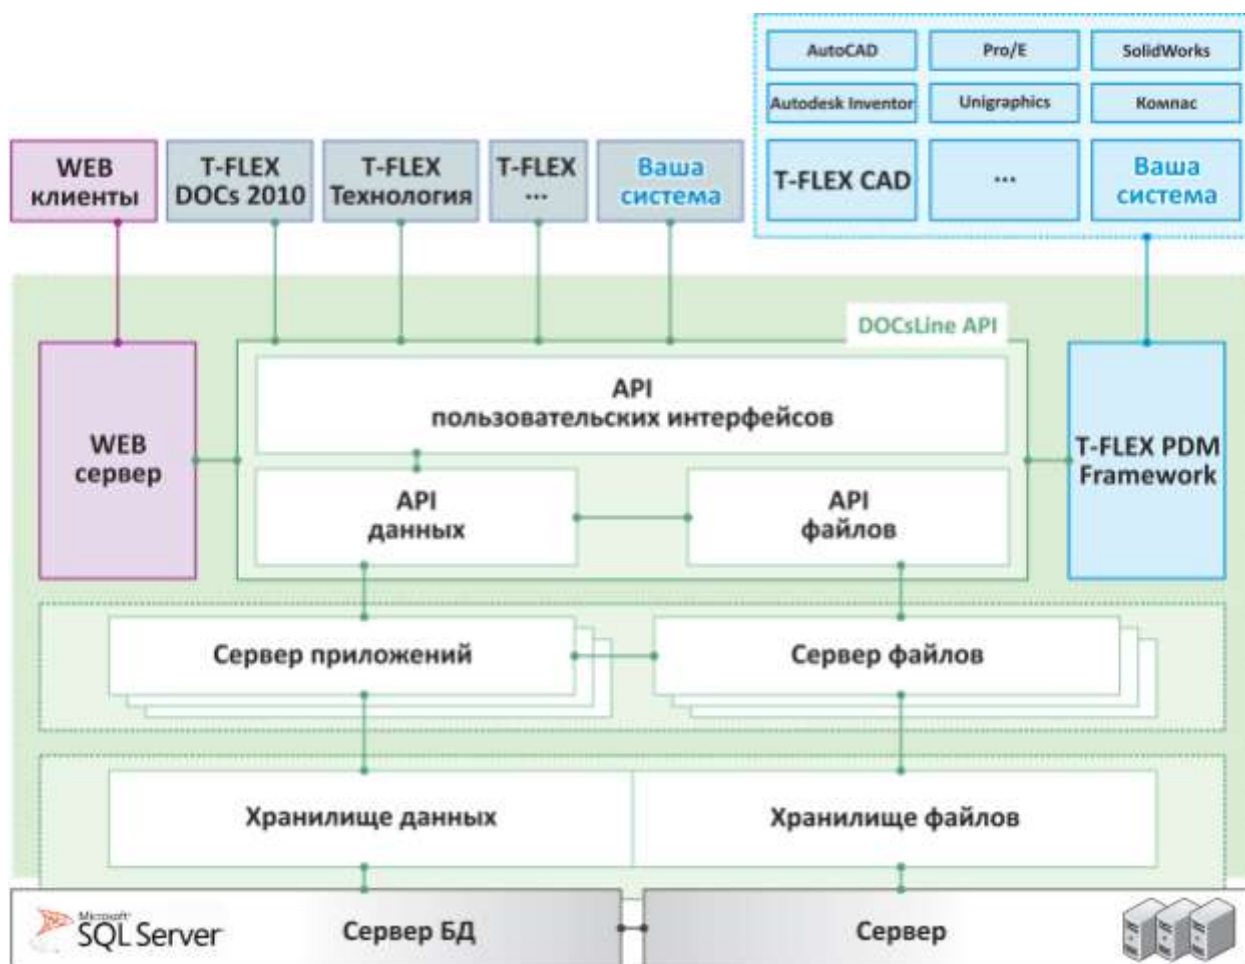 AutoCAD
Pro/E
SolidWorks
Autodesk Inventor
Unigraphics
Компас
WEB
клиенты
T-FLEX
DOCs 2010
T-FLEX
Технология
T-FLEX
...
Ваша
система
T-FLEX CAD
...
Ваша
система
DOCsLine API
WEB
сервер
API
пользовательских интерфейсов
T-FLEX PDM
Framework
API
данных
API
файлов
Сервер приложений
Сервер файлов
Хранилище данных
Хранилище файлов
Microsoft
SQL Server
Сервер БД
Сервер